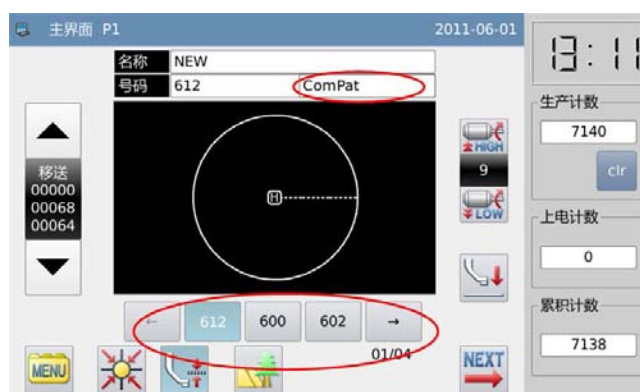 主界面 P1
2011-06-01
名称 NEW
号码 612 ComPat
移送
00000
00068
00064
H
HIGH
9
LOW
← 612 600 602 →
01/04
MENU
NEXT
13:11
生产计数
7140
clr
上电计数
0
累积计数
7138